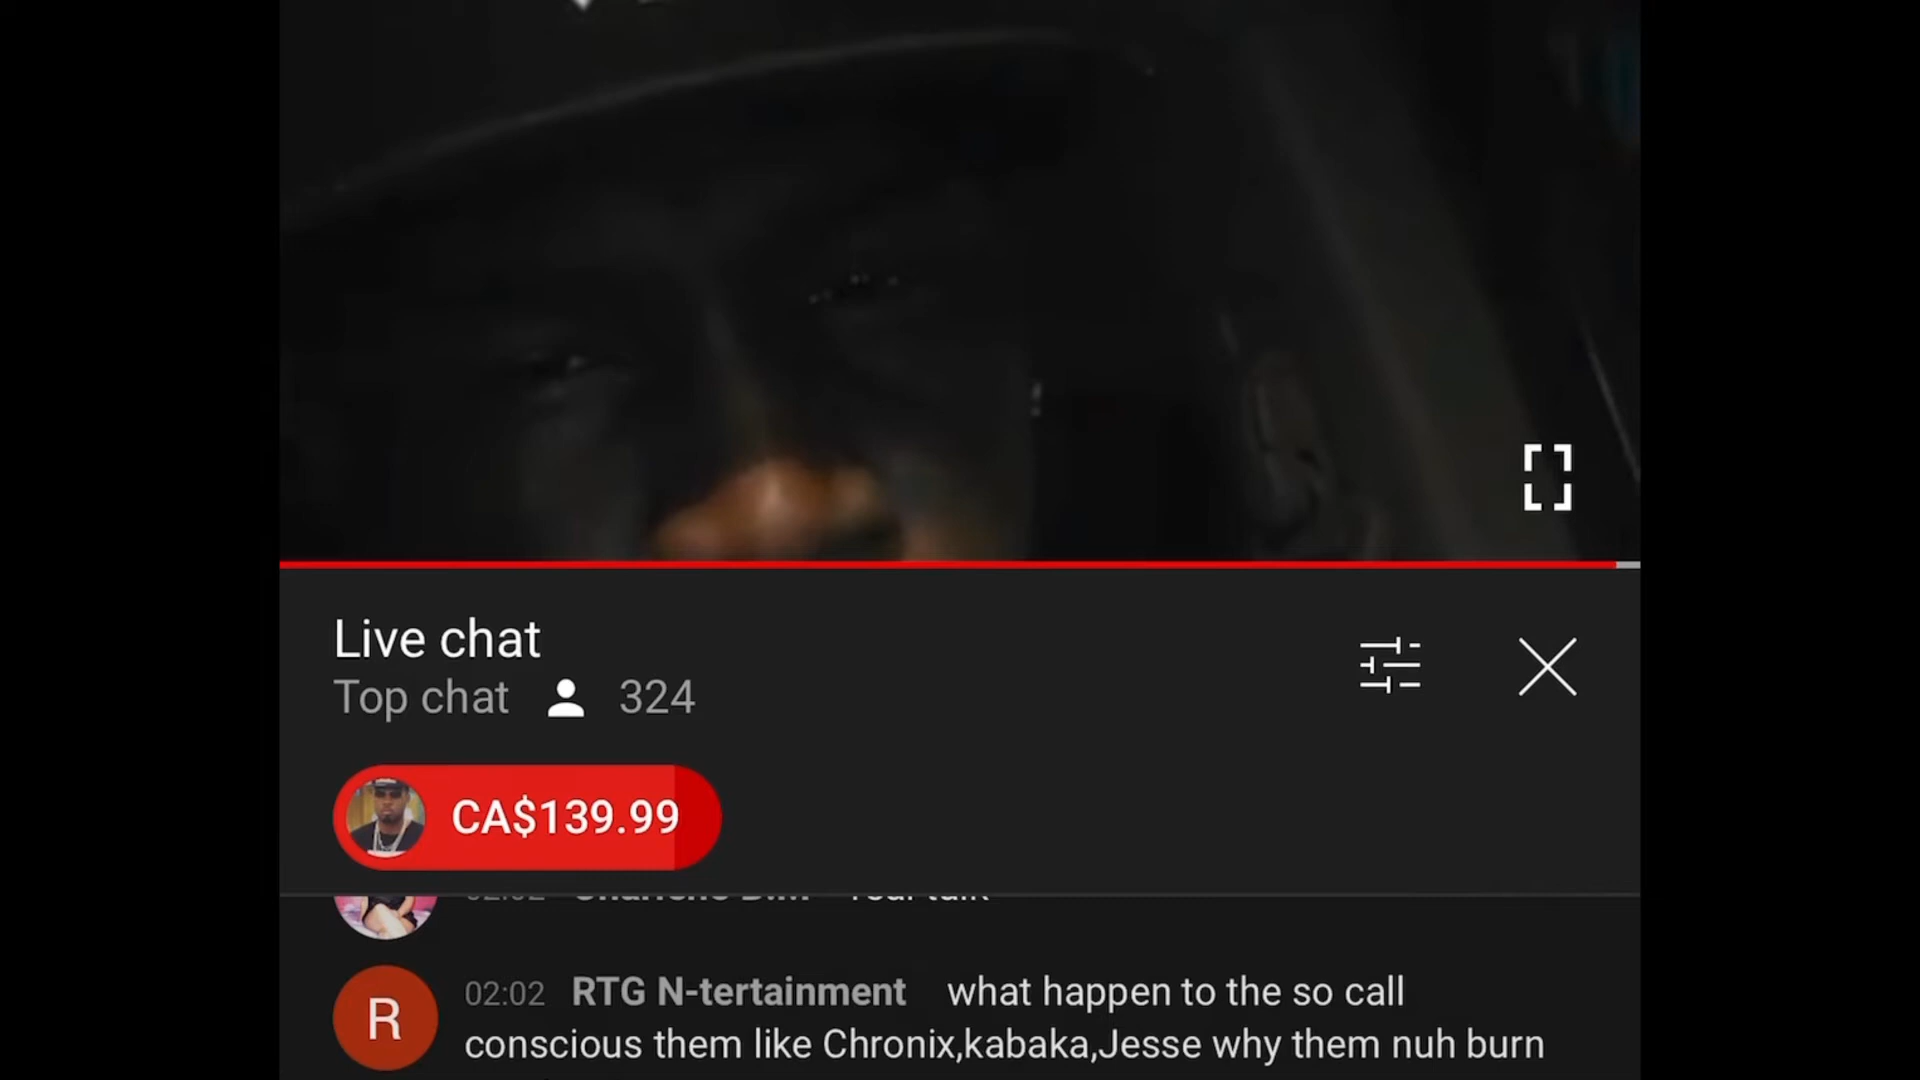 Live chat
Top chat 324
CA$139.99
R
02:02 RTG N-tertainment what happen to the so call
conscious them like Chronix,kabaka,Jesse why them nuh burn